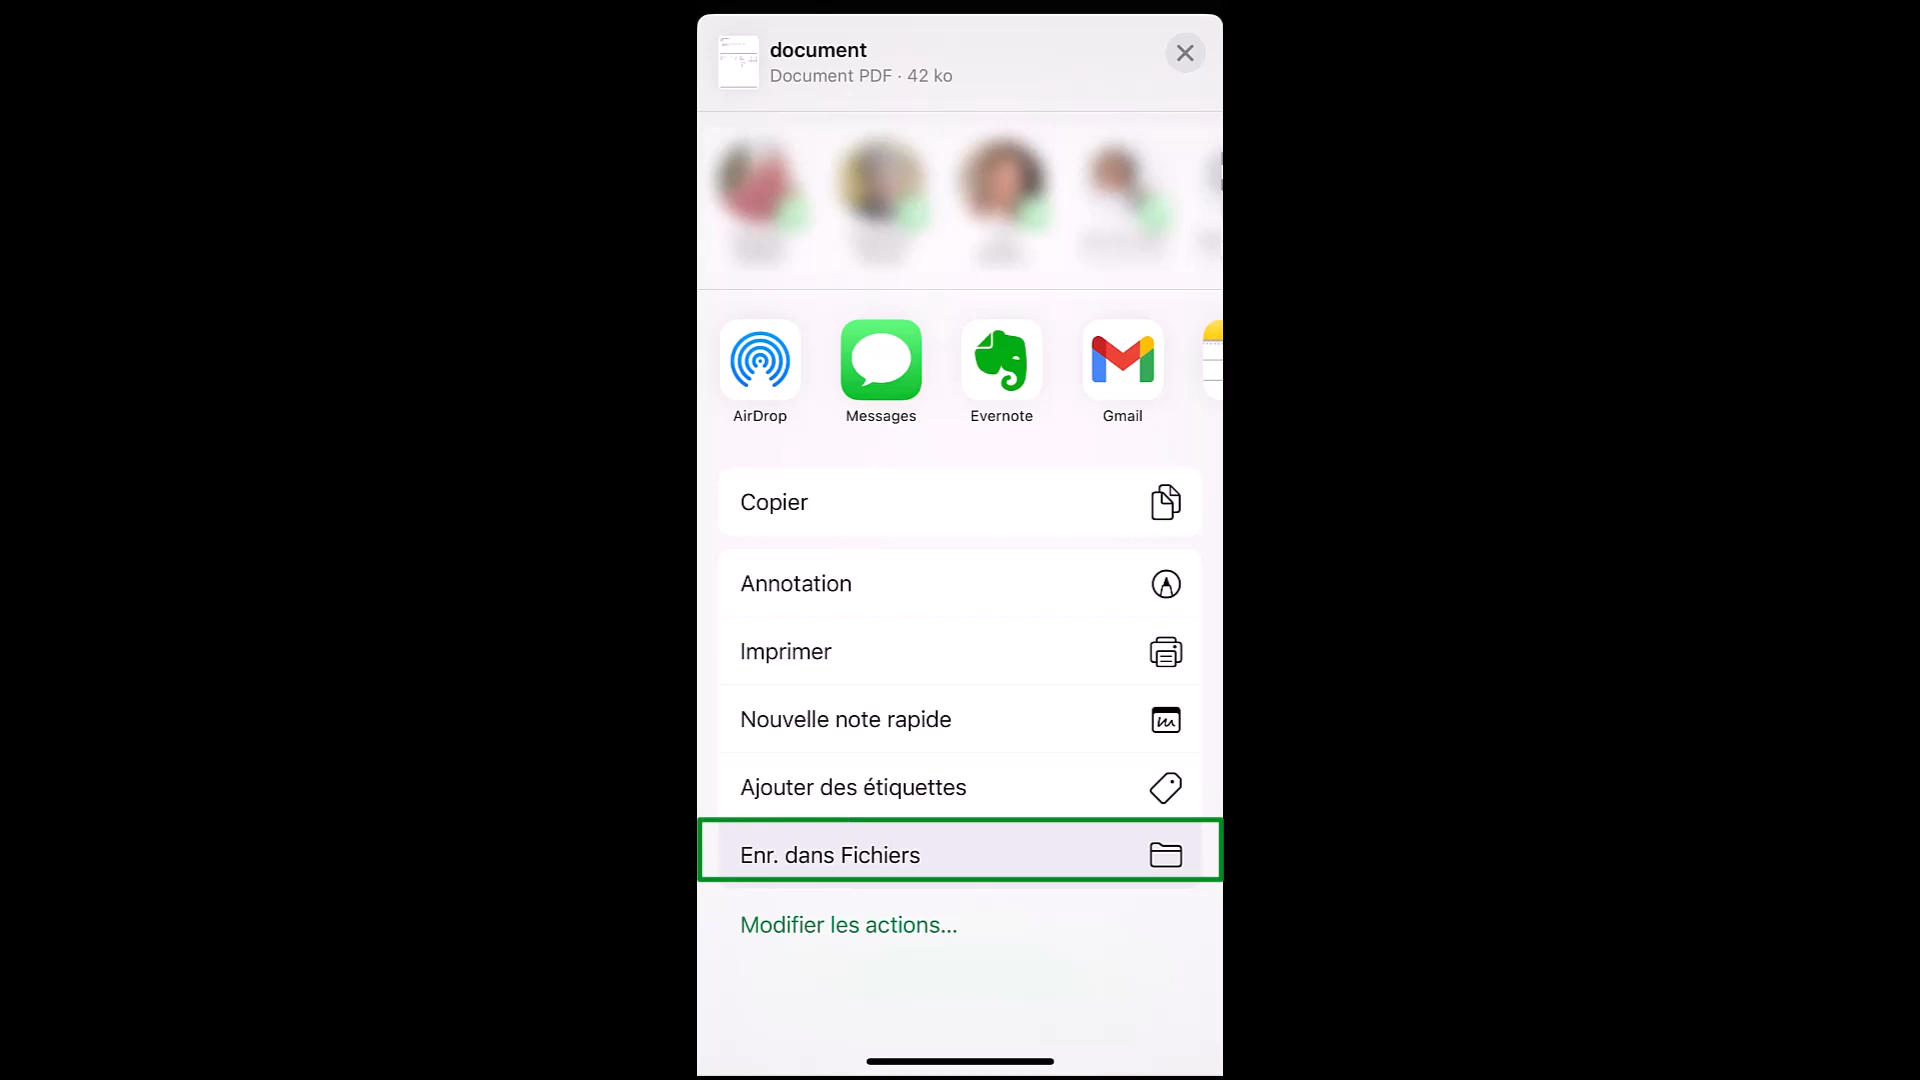 document
Document PDF · 42 ko
AirDrop
Messages
Evernote
Gmail
Copier
Annotation
Imprimer
Nouvelle note rapide
Ajouter des étiquettes
Enr. dans Fichiers
Modifier les actions...